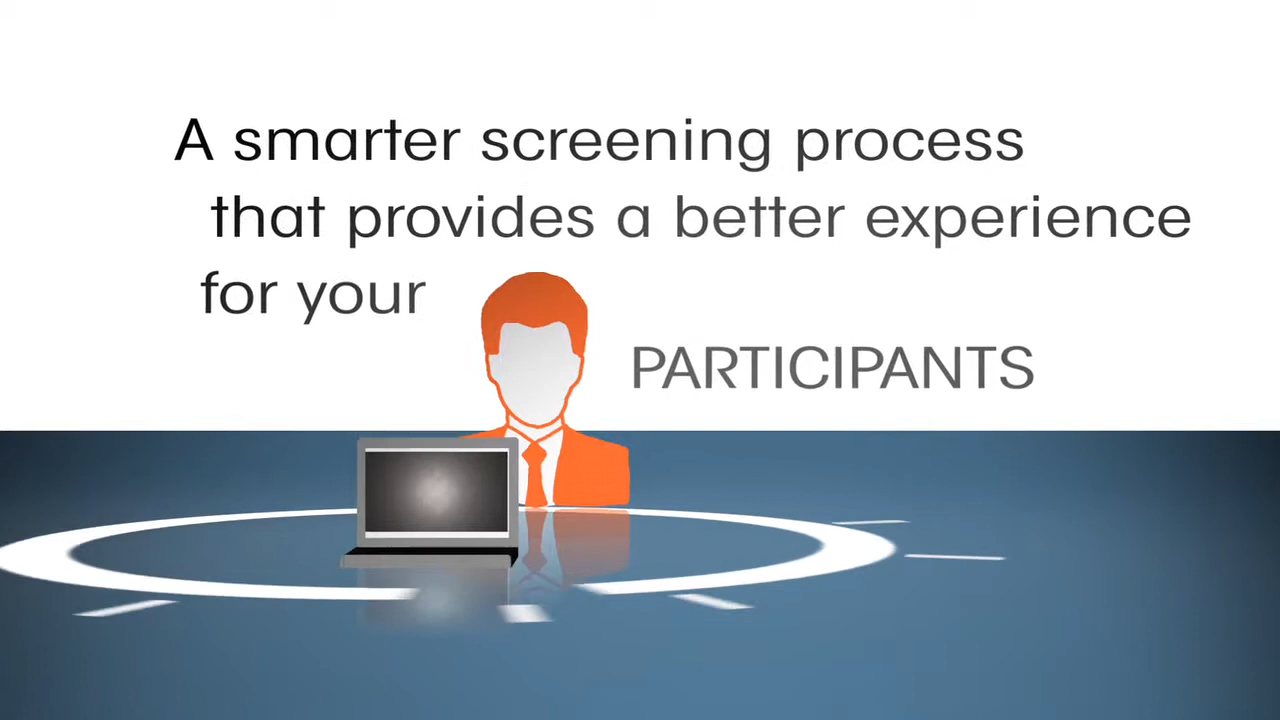 A smarter screening process
that provides a better experience
for your
PARTICIPANTS